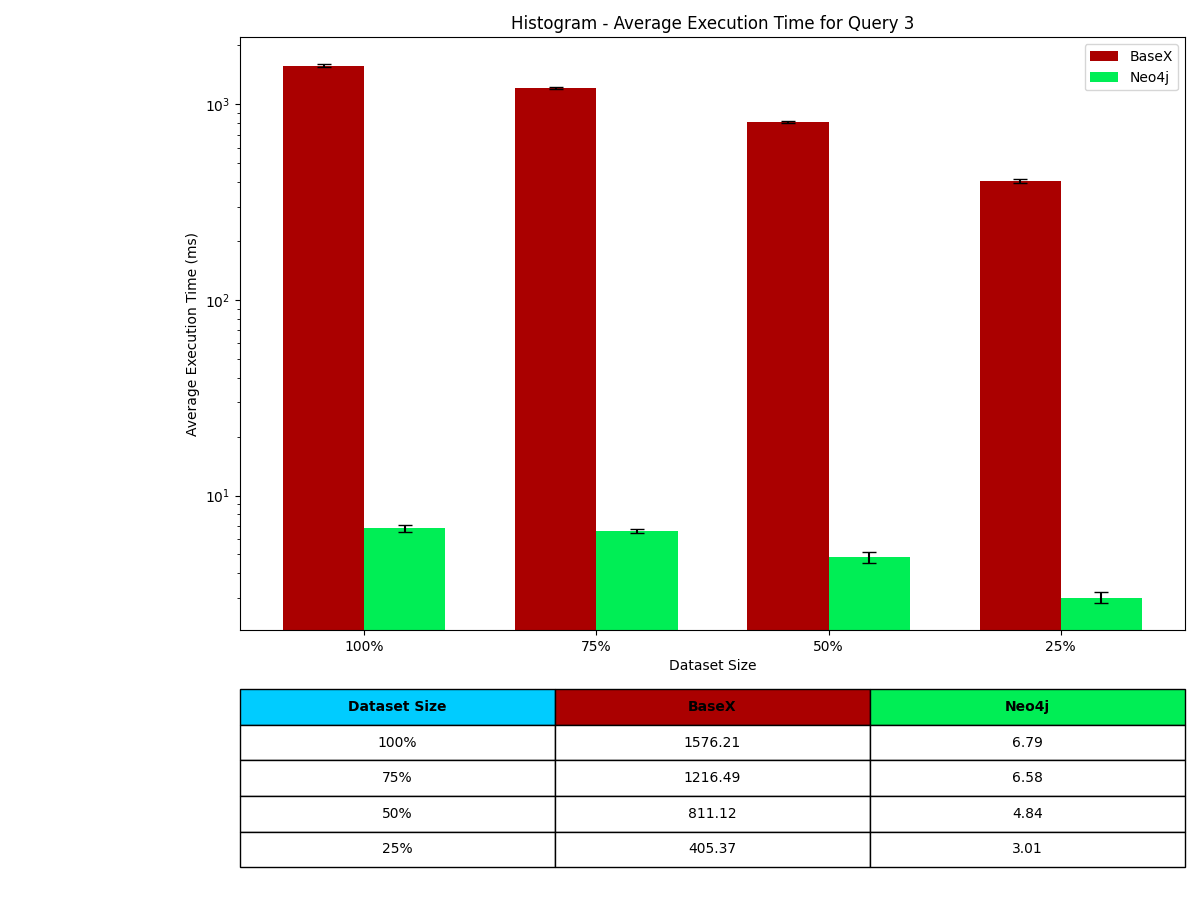 Histogram - Average Execution Time for Query 3
BaseX
Neo4j
Average Execution Time (ms)
10³
10²
10¹
100% 75% 50% 25%
Dataset Size
Dataset Size BaseX Neo4j
100% 1576.21 6.79
75% 1216.49 6.58
50% 811.12 4.84
25% 405.37 3.01